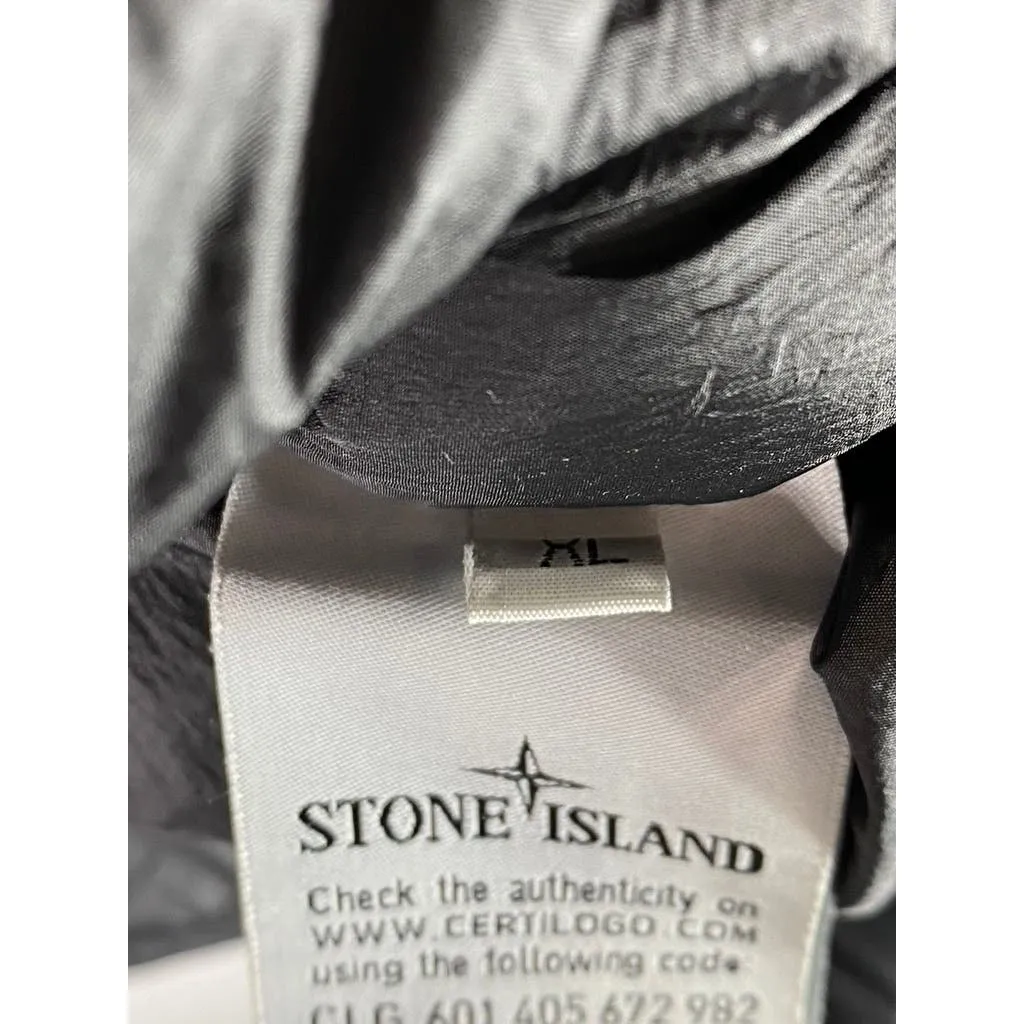 XL
STONE ISLAND
Check the authenticity on
WWW.CERTILOGO.COM
using the following code
CLG 601 405 672 982